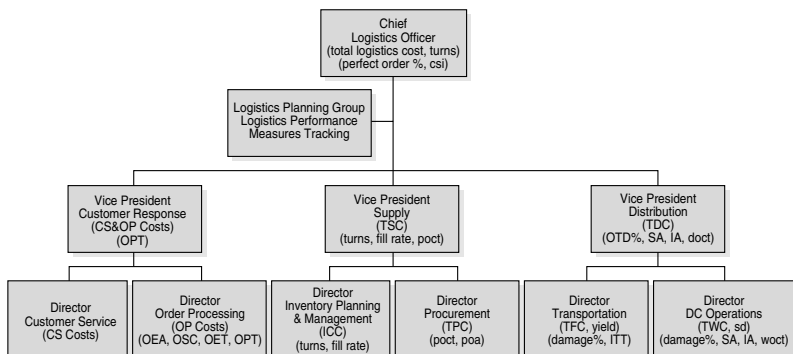 Chief
Logistics Officer
(total logistics cost, turns)
(perfect order %, csi)
Logistics Planning Group
Logistics Performance
Measures Tracking
Vice President
Customer Response
(CS&OP Costs)
(OPT)
Vice President
Supply
(TSC)
(turns, fill rate, poct)
Vice President
Distribution
(TDC)
(OTD%, SA, IA, doct)
Director
Customer Service
(CS Costs)
Director
Order Processing
(OP Costs)
(OEA, OSC, OET, OPT)
Director
Inventory Planning
& Management
(ICC)
(turns, fill rate)
Director
Procurement
(TPC)
(poct, poa)
Director
Transportation
(TFC, yield)
(damage%, ITT)
Director
DC Operations
(TWC, sd)
(damage%, SA, IA, woct)